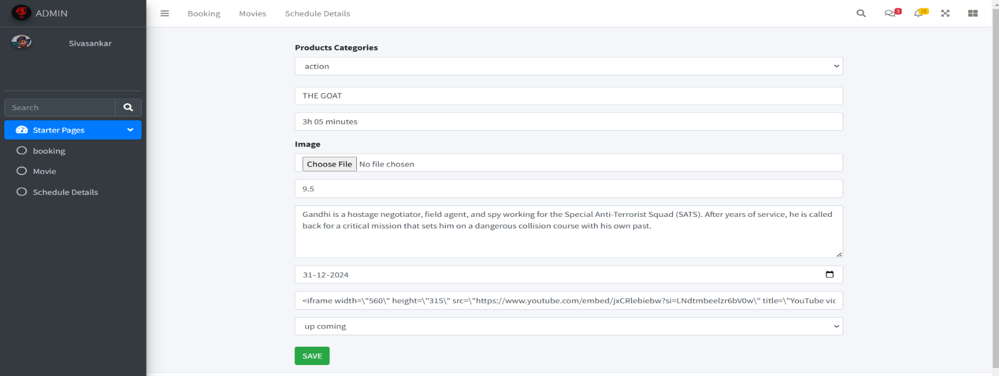 ADMIN
Booking
Movies
Schedule Details
3
15
Sivasankar
Search
Starter Pages
booking
Movie
Schedule Details
Products Categories
action
THE GOAT
3h 05 minutes
Image
Choose File No file chosen
9.5
Gandhi is a hostage negotiator, field agent, and spy working for the Special Anti-Terrorist Squad (SATS). After years of service, he is called
back for a critical mission that sets him on a dangerous collision course with his own past.
31-12-2024
<iframe width=\"560\" height=\"315\" src=\"https://www.youtube.com/embed/jxCRlebiebw?si=LNdtmbeelzr6bV0w\" title=\"YouTube vic
up coming
SAVE